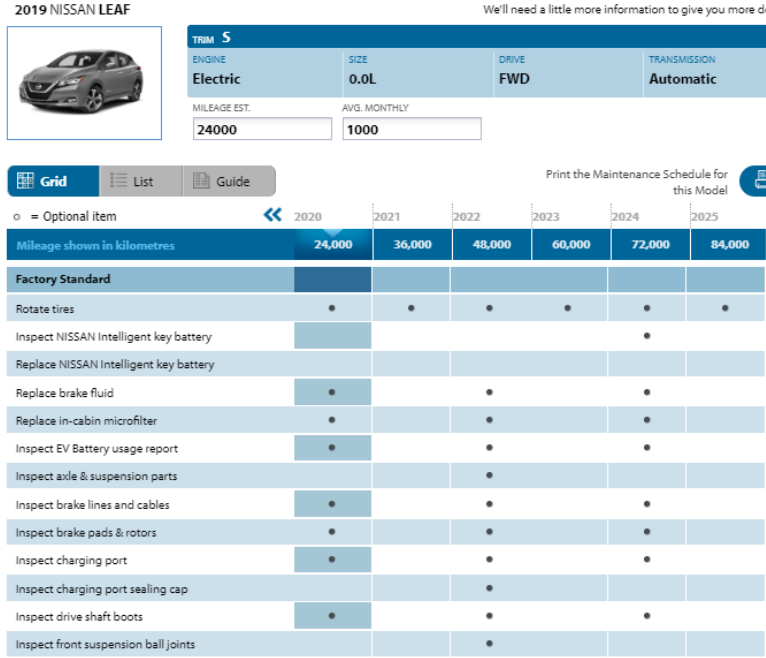 2019 NISSAN LEAF
We'll need a little more information to give you more
TRIM S
ENGINE SIZE DRIVE TRANSMISSION
Electric 0.0L FWD Automatic
MILEAGE EST. AVG. MONTHLY
24000 1000
Grid List Guide
Print the Maintenance Schedule for
this Model
o = Optional item
2020 2021 2022 2023 2024 2025
Mileage shown in kilometres 24,000 36,000 48,000 60,000 72,000 84,000
Factory Standard
Rotate tires • • • • • •
Inspect NISSAN Intelligent key battery •
Replace NISSAN Intelligent key battery
Replace brake fluid • • •
Replace in-cabin microfilter • • •
Inspect EV Battery usage report • • •
Inspect axle & suspension parts •
Inspect brake lines and cables • • •
Inspect brake pads & rotors • • •
Inspect charging port • • •
Inspect charging port sealing cap •
Inspect drive shaft boots • • •
Inspect front suspension ball joints •